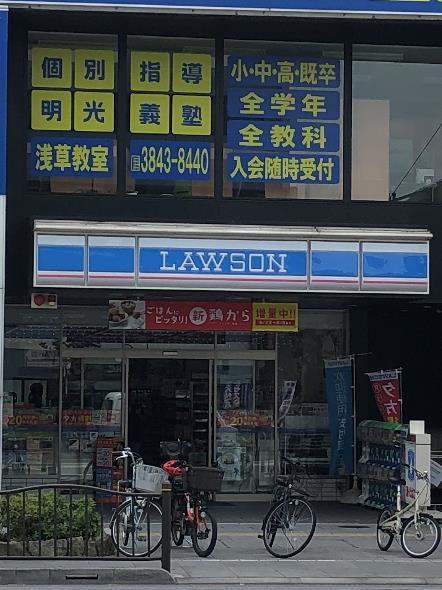 個別 指導
明光 義塾
浅草教室 3843-8440
小・中・高・既卒
全学年
全教科
入会随時受付
LAWSON
ごはんに
ピッタリ! 新 鶏から 増量中!!